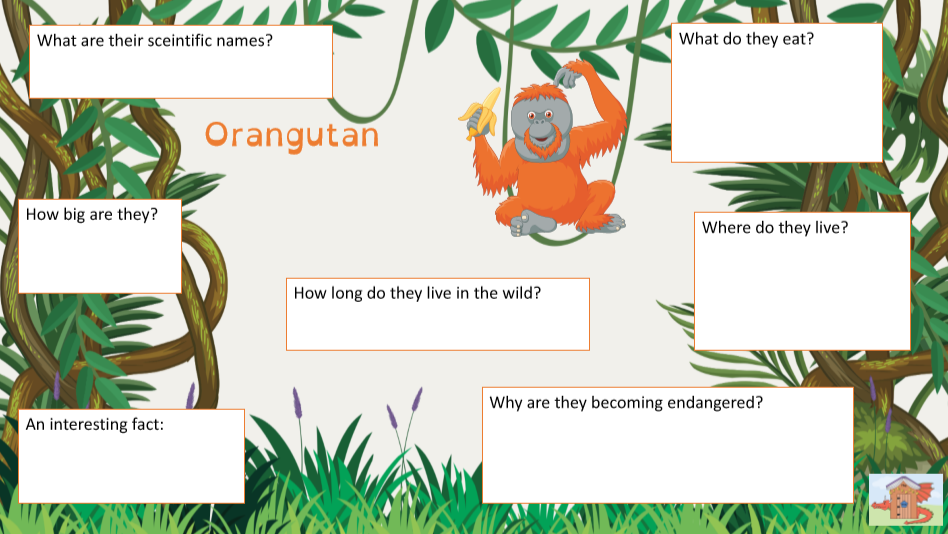 What are their sceintific names?
What do they eat?
Orangutan
How big are they?
Where do they live?
How long do they live in the wild?
Why are they becoming endangered?
An interesting fact: